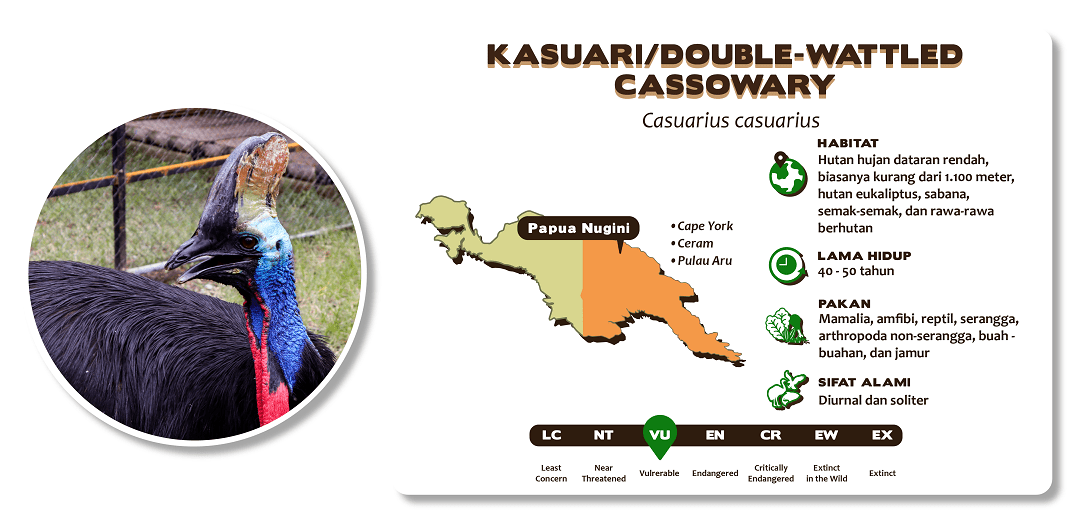 KASUARI/DOUBLE-WATTLED
CASSOWARY
Casuarius casuarius
HABITAT
Hutan hujan dataran rendah,
biasanya kurang dari 1.100 meter,
hutan eukaliptus, sabana,
semak-semak, dan rawa-rawa
berhutan
Papua Nugini
• Cape York
• Ceram
• Pulau Aru
LAMA HIDUP
40 - 50 tahun
PAKAN
Mamalia, amfibi, reptil, serangga,
arthropoda non-serangga, buah -
buahan, dan jamur
SIFAT ALAMI
Diurnal dan soliter
LC NT VU EN CR EW EX
Least Concern Near Threatened Vulrerable Endangered Critically Endangered Extinct in the Wild Extinct